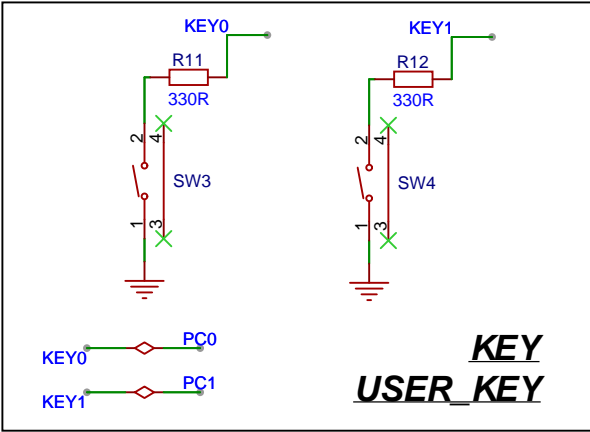 KEY0
KEY1
R11
R12
330R
330R
2
4
2
4
SW3
SW4
1
3
1
3
PC0
KEY0
PC1
KEY1
KEY
USER_KEY